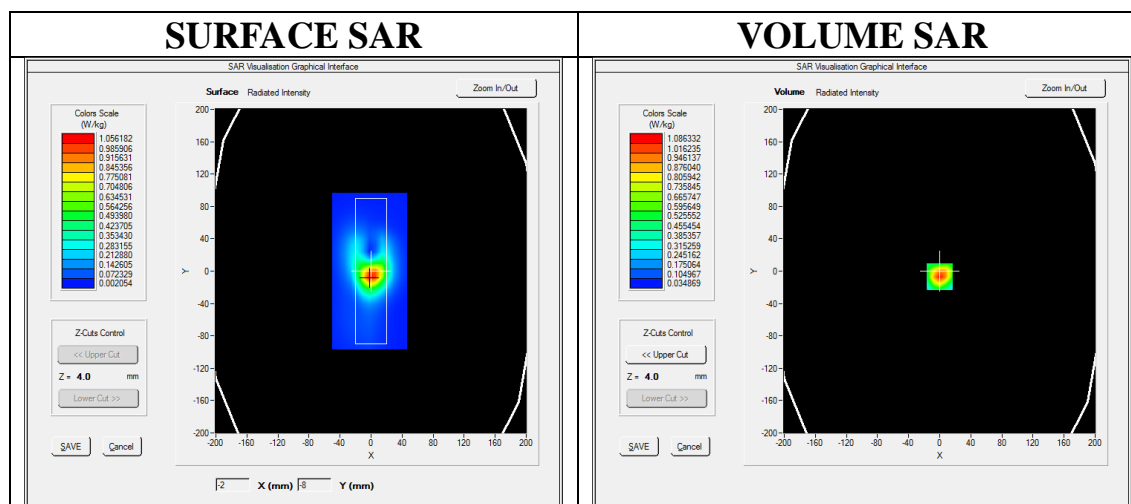 SURFACE SAR
SAR Visualisation Graphical Interface
Surface Radiated Intensity
Zoom In/Out
Colors Scale
(W/kg)
1.056182
0.985906
0.915631
0.845356
0.775081
0.704806
0.634531
0.564256
0.493980
0.423705
0.353430
0.283155
0.212880
0.142605
0.072329
0.002054
Z-Cuts Control
<< Upper Cut
Z = 4.0 mm
Lower Cut >>
SAVE Cancel
200
160
120
80
40
0
-40
-80
-120
-160
-200
Y
-200 -160 -120 -80 -40 0 40 80 120 160 200
X
-2 X (mm) -8 Y (mm)
VOLUME SAR
SAR Visualisation Graphical Interface
Volume Radiated Intensity
Zoom In/Out
Colors Scale
(W/kg)
1.086332
1.016235
0.946137
0.876040
0.805942
0.735845
0.665747
0.595649
0.525552
0.455454
0.385357
0.315259
0.245162
0.175064
0.104967
0.034869
Z-Cuts Control
<< Upper Cut
Z = 4.0 mm
Lower Cut >>
SAVE Cancel
200
160
120
80
40
0
-40
-80
-120
-160
-200
Y
-200 -160 -120 -80 -40 0 40 80 120 160 200
X